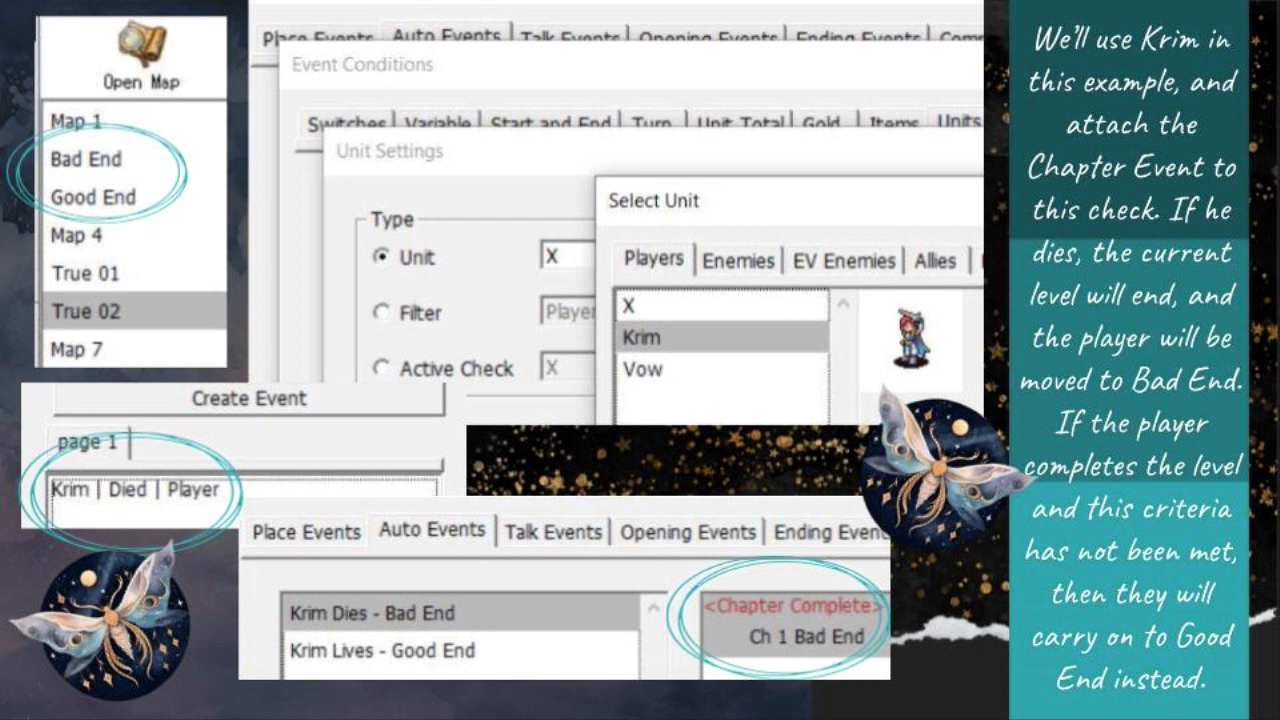 Open Map
Map 1
Bad End
Good End
Map 4
True 01
True 02
Map 7
Place Events
Auto Events
Talk Events
Opening Events
Ending Events
Event Conditions
Switches
Variable
Start and End
Turn
Unit Total
Gold
Items
Units
Unit Settings
Type
Unit
X
Filter
Player
Active Check
X
Select Unit
Players
Enemies
EV Enemies
Allies
X
Krim
Vow
Create Event
page 1
Krim | Died | Player
Place Events
Auto Events
Talk Events
Opening Events
Ending Event
Krim Dies - Bad End
Krim Lives - Good End
<Chapter Complete>
Ch 1 Bad End
We'll use Krim in
this example, and
attach the
Chapter Event to
this check. If he
dies, the current
level will end, and
the player will be
moved to Bad End.
If the player
completes the level
and this criteria
has not been met,
then they will
carry on to Good
End instead.